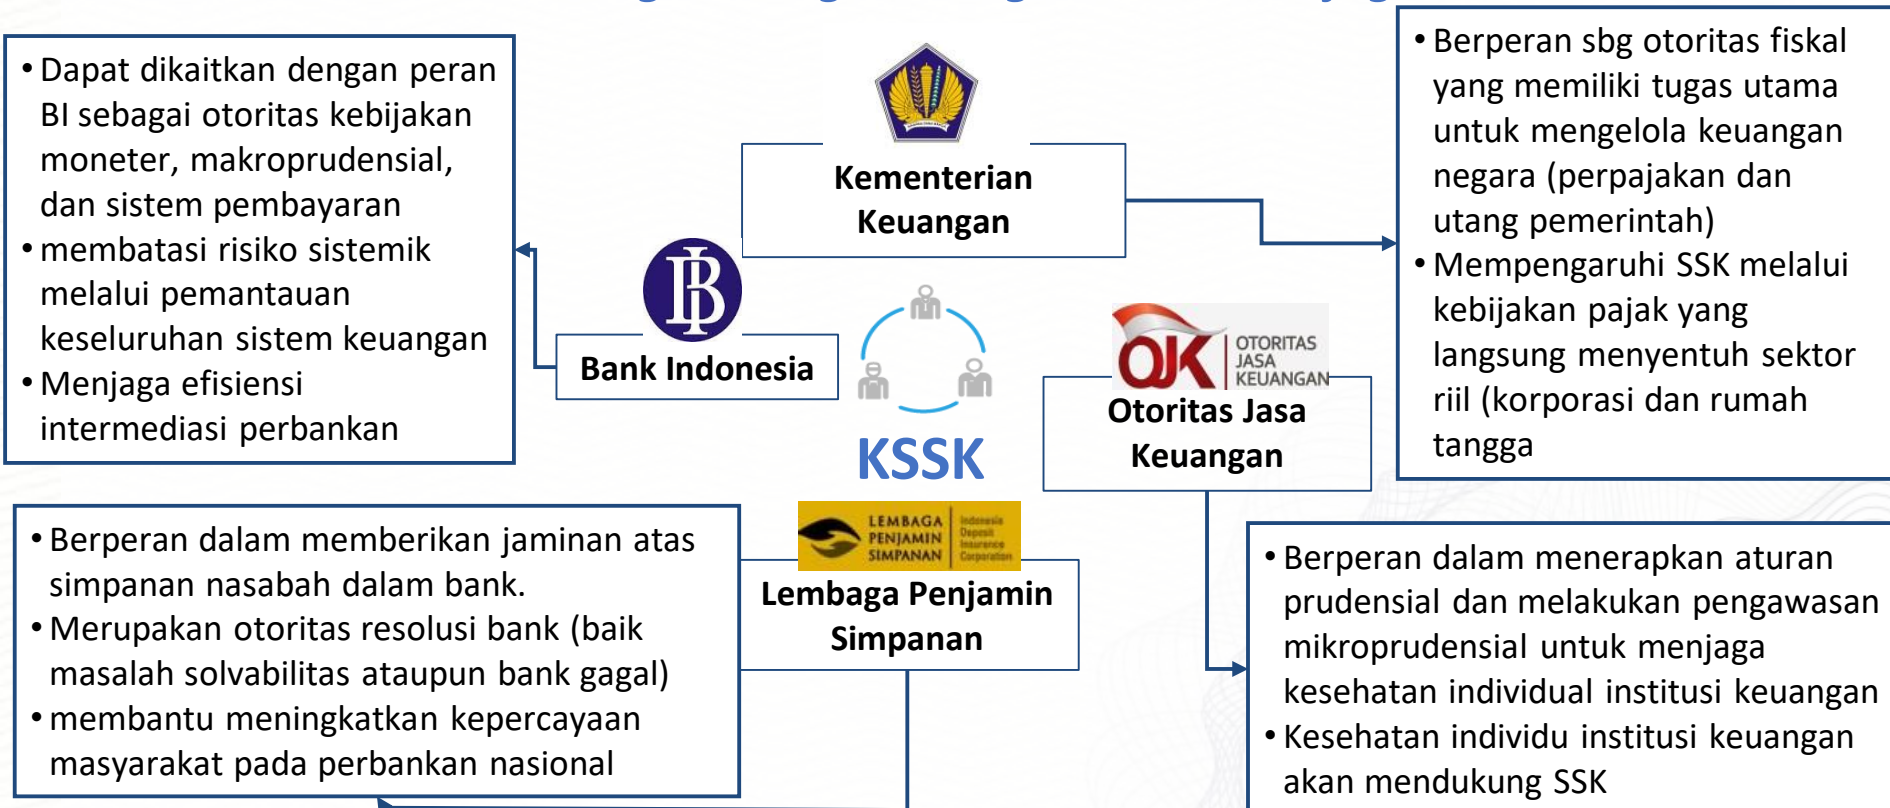 • Dapat dikaitkan dengan peran
BI sebagai otoritas kebijakan
moneter, makroprudensial,
dan sistem pembayaran
• membatasi risiko sistemik
melalui pemantauan
keseluruhan sistem keuangan
• Menjaga efisiensi
intermediasi perbankan
Kementerian
Keuangan
• Berperan sbg otoritas fiskal
yang memiliki tugas utama
untuk mengelola keuangan
negara (perpajakan dan
utang pemerintah)
• Mempengaruhi SSK melalui
kebijakan pajak yang
langsung menyentuh sektor
riil (korporasi dan rumah
tangga
Bank Indonesia
KSSK
OJK
OTORITAS
JASA
KEUANGAN
Otoritas Jasa
Keuangan
• Berperan dalam memberikan jaminan atas
simpanan nasabah dalam bank.
• Merupakan otoritas resolusi bank (baik
masalah solvabilitas ataupun bank gagal)
• membantu meningkatkan kepercayaan
masyarakat pada perbankan nasional
LEMBAGA
PENJAMIN
SIMPANAN
Indonesia
Deposit
Insurance
Corporation
Lembaga Penjamin
Simpanan
• Berperan dalam menerapkan aturan
prudensial dan melakukan pengawasan
mikroprudensial untuk menjaga
kesehatan individual institusi keuangan
• Kesehatan individu institusi keuangan
akan mendukung SSK